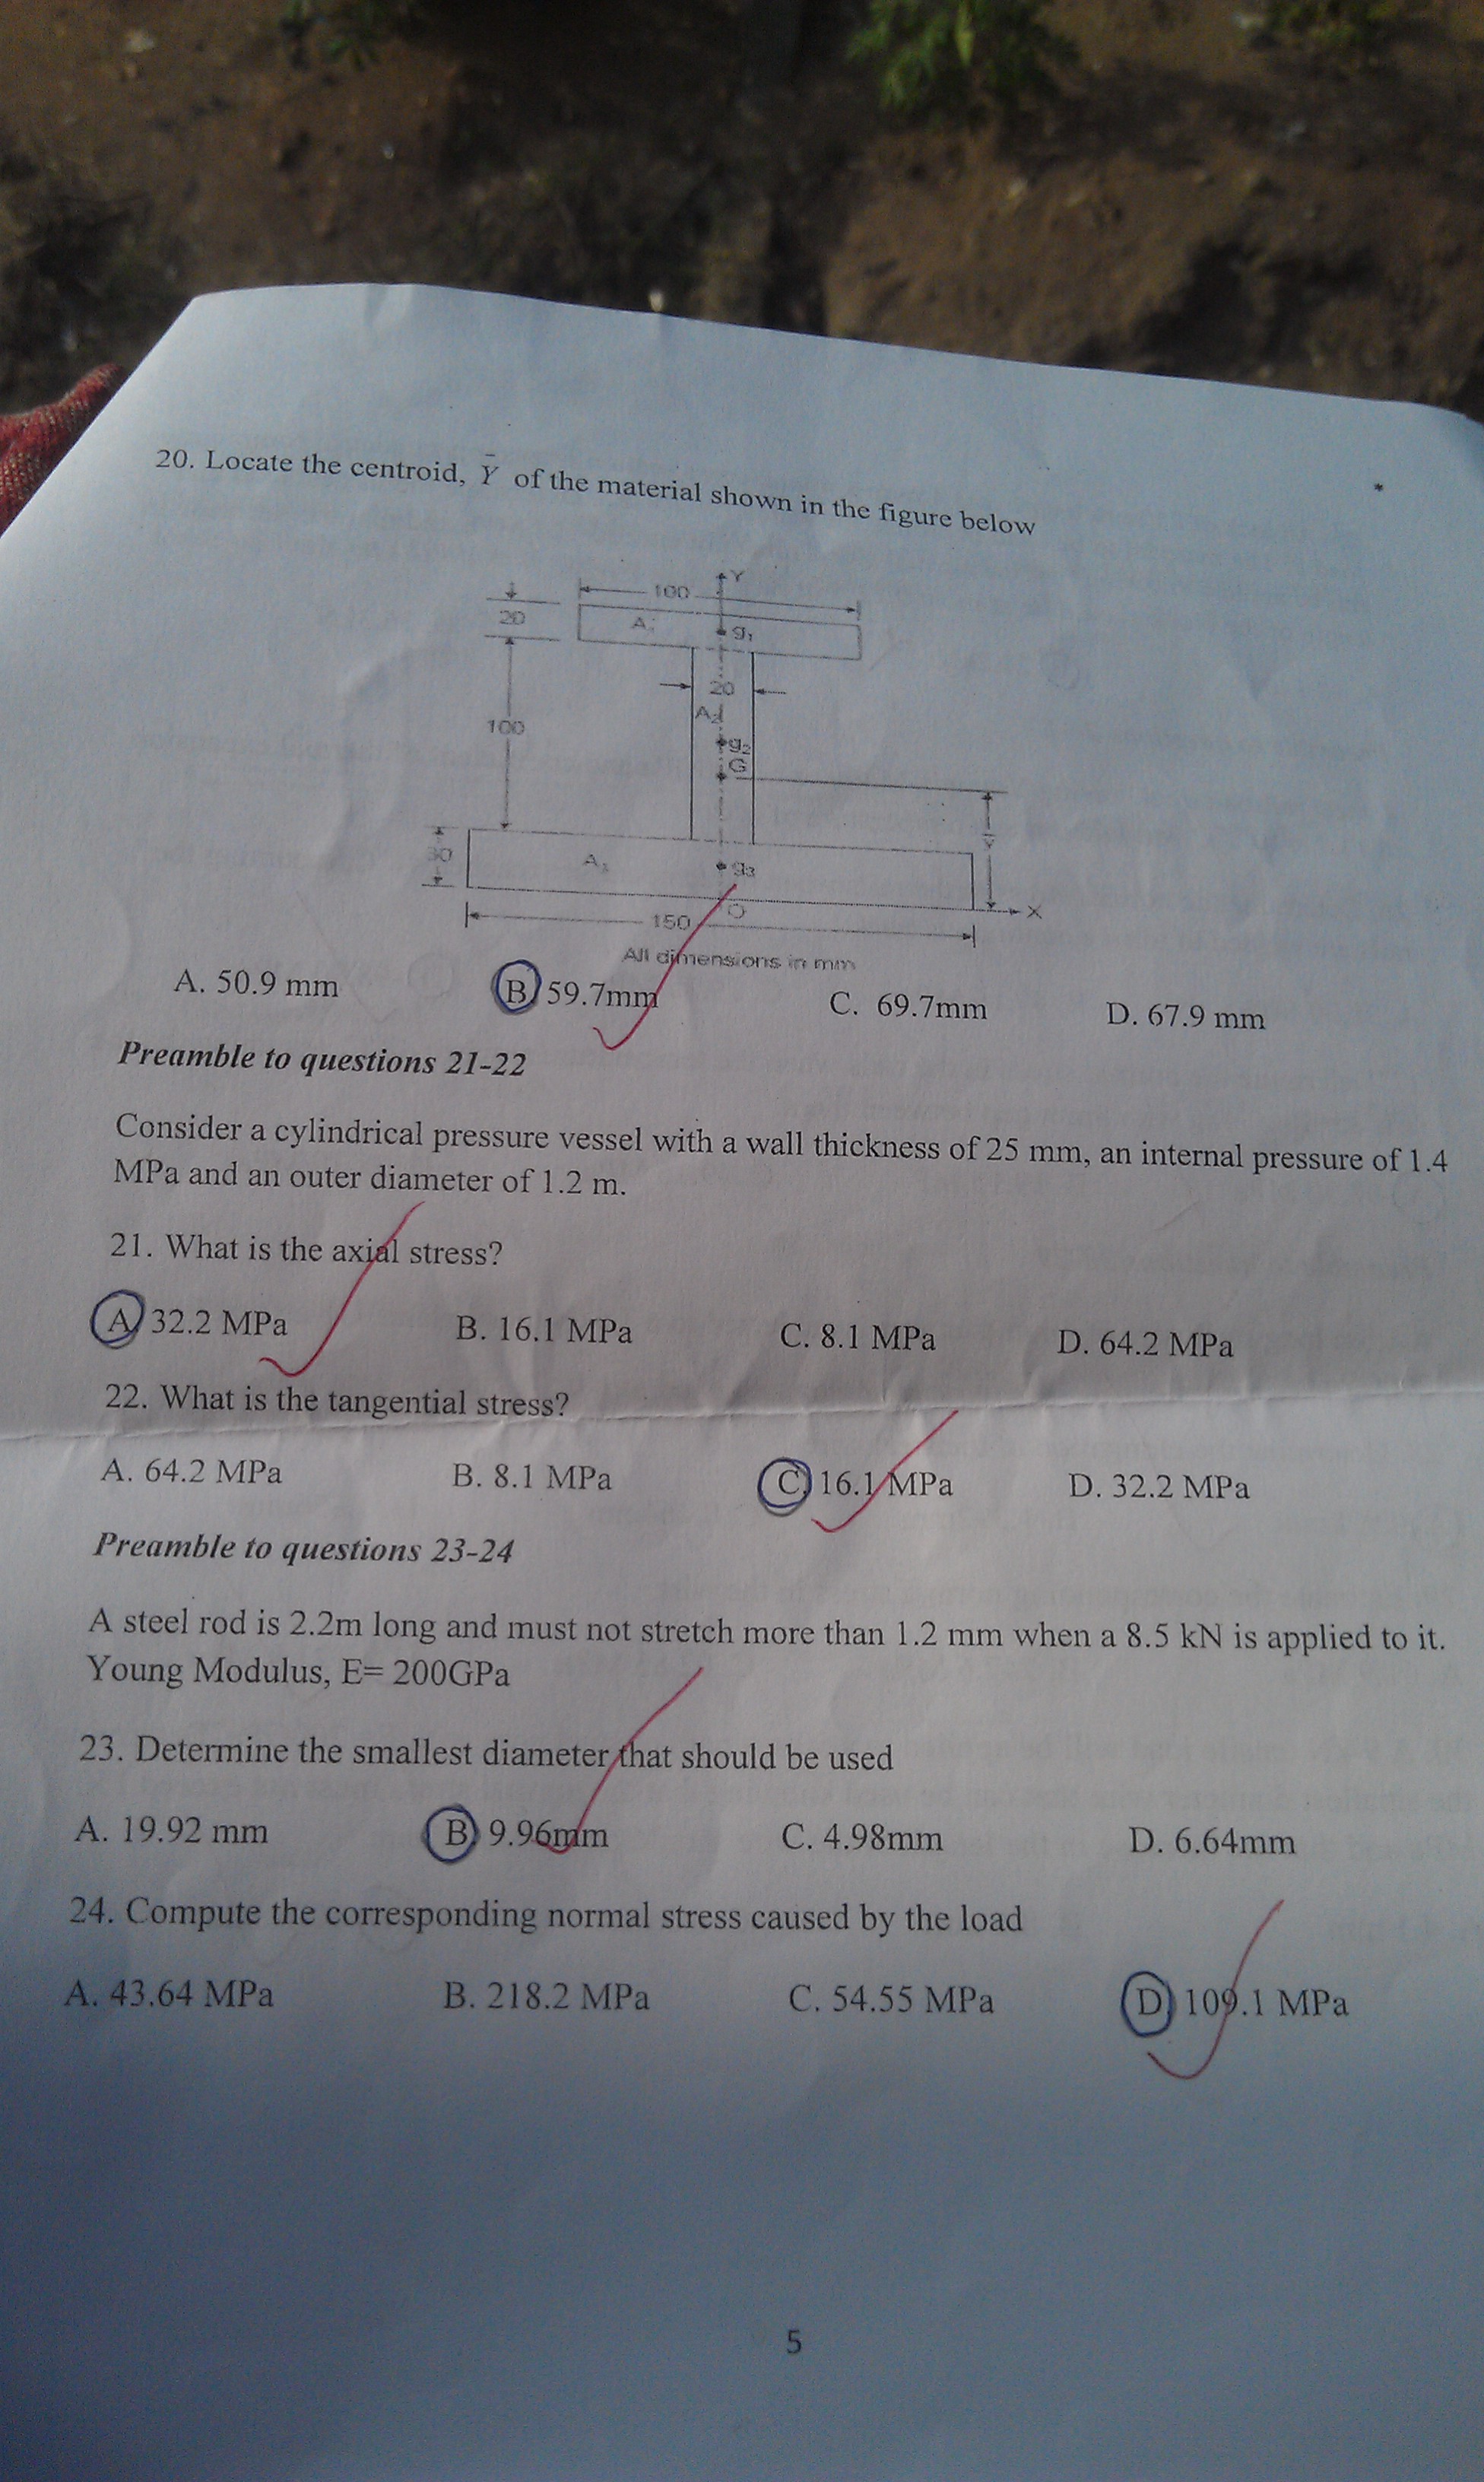 20. Locate the centroid, Ȳ of the material shown in the figure below
Y
100
20
A
g₁
20
100
A₂
g₂
G
30
A₃
g₃
O
X
150
All dimensions in mm
A. 50.9 mm B. 59.7mm C. 69.7mm D. 67.9 mm
Preamble to questions 21-22
Consider a cylindrical pressure vessel with a wall thickness of 25 mm, an internal pressure of 1.4
MPa and an outer diameter of 1.2 m.
21. What is the axial stress?
A. 32.2 MPa B. 16.1 MPa C. 8.1 MPa D. 64.2 MPa
22. What is the tangential stress?
A. 64.2 MPa B. 8.1 MPa C. 16.1 MPa D. 32.2 MPa
Preamble to questions 23-24
A steel rod is 2.2m long and must not stretch more than 1.2 mm when a 8.5 kN is applied to it.
Young Modulus, E= 200GPa
23. Determine the smallest diameter that should be used
A. 19.92 mm B. 9.96mm C. 4.98mm D. 6.64mm
24. Compute the corresponding normal stress caused by the load
A. 43.64 MPa B. 218.2 MPa C. 54.55 MPa D. 109.1 MPa
5